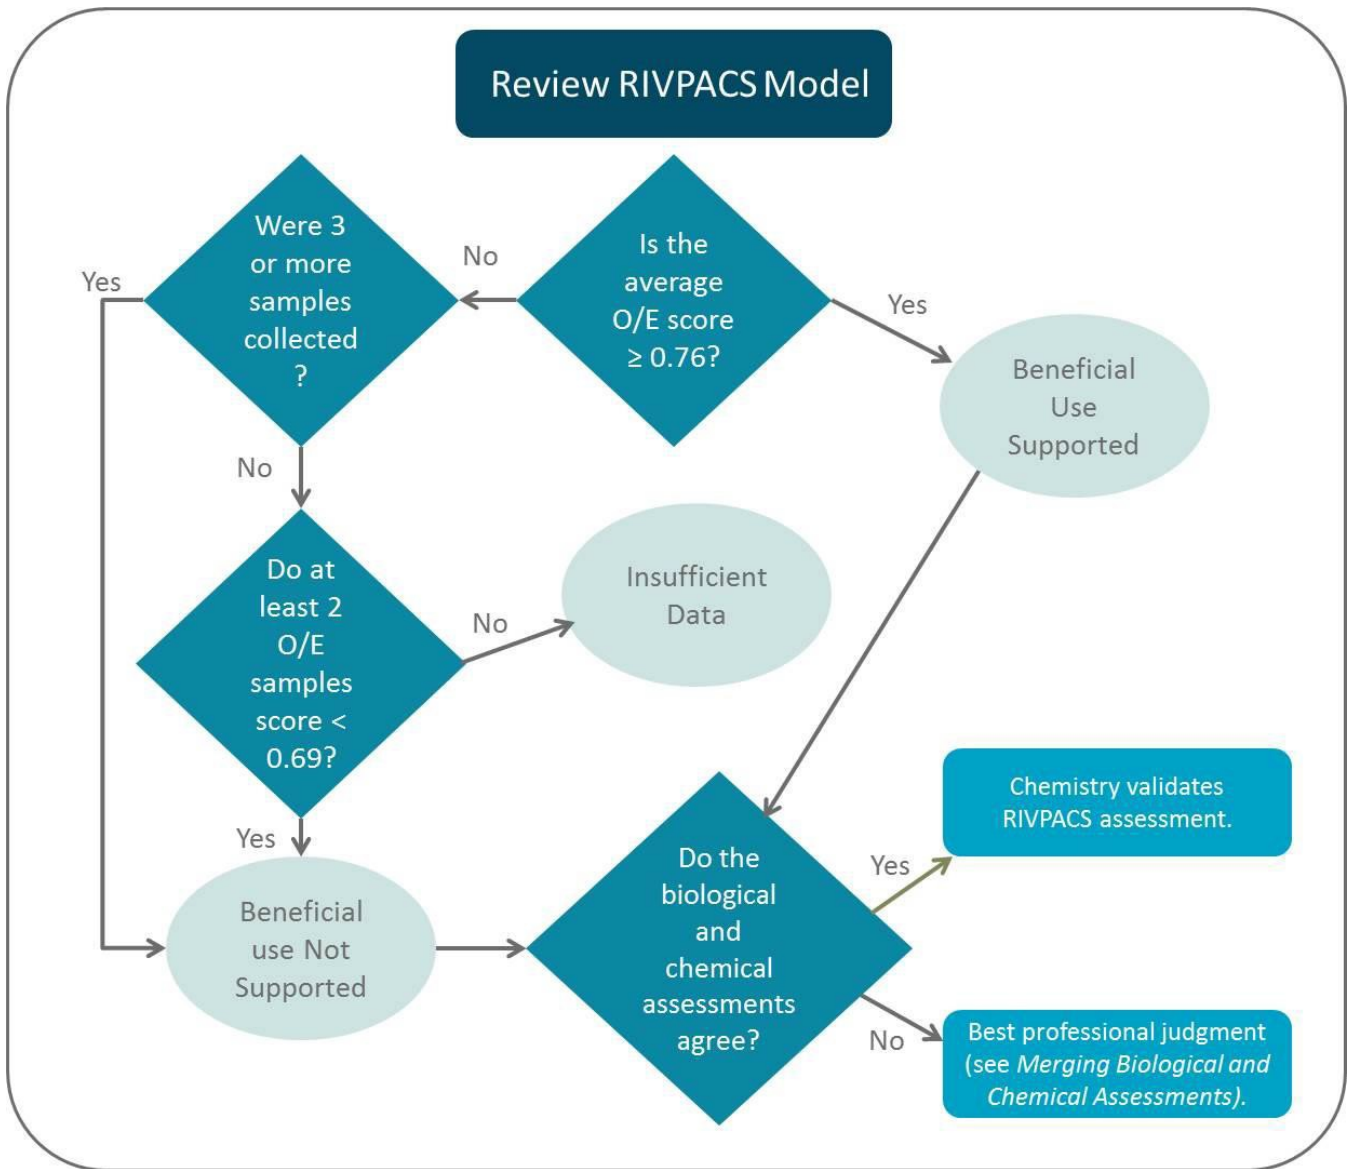 Review RIVPACS Model
Were 3
or more
samples
collected
?
Is the
average
O/E score
≥ 0.76?
Yes
No
Yes
Beneficial
Use
Supported
No
Do at
least 2
O/E
samples
score <
0.69?
No
Insufficient
Data
Yes
Beneficial
use Not
Supported
Do the
biological
and
chemical
assessments
agree?
Yes
Chemistry validates
RIVPACS assessment.
No
Best professional judgment
(see Merging Biological and
Chemical Assessments).